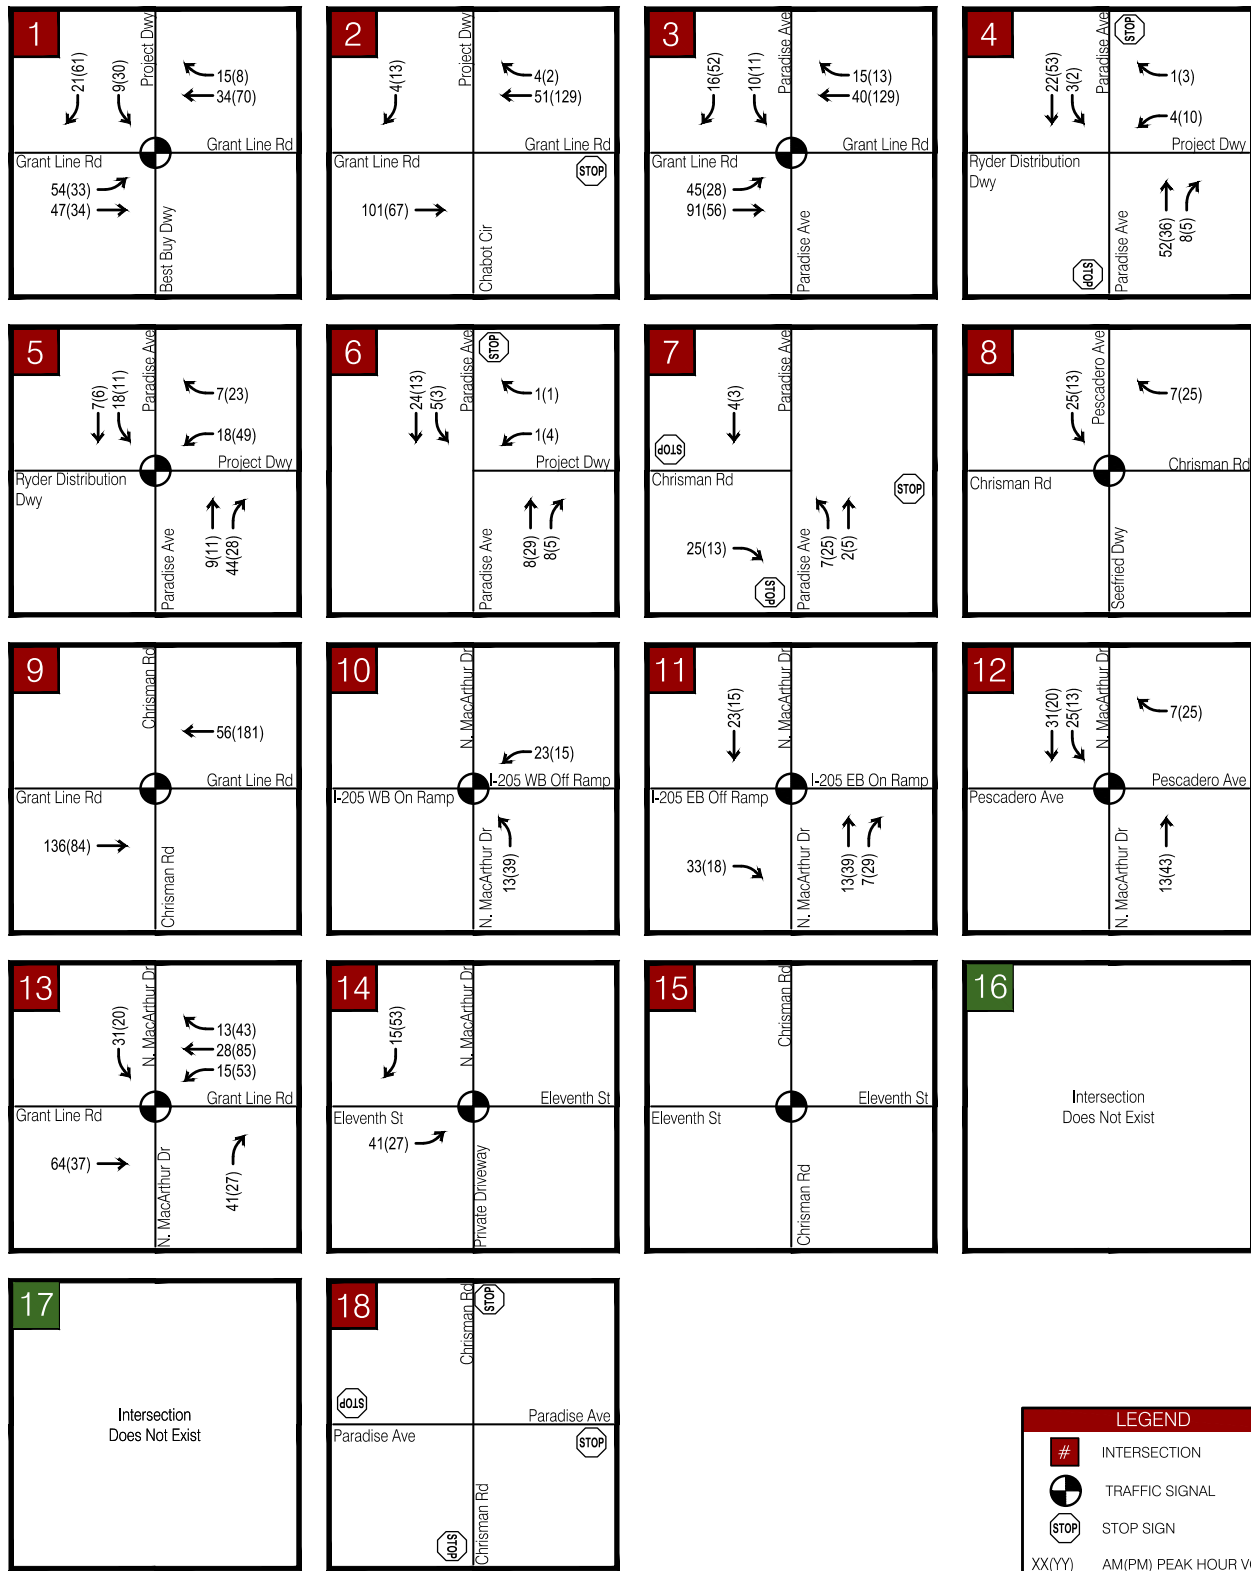 1
21(61)
9(30)
Project Dwy
15(8)
34(70)
Grant Line Rd
Grant Line Rd
54(33)
47(34)
Best Buy Dwy
2
4(13)
Project Dwy
4(2)
51(129)
Grant Line Rd
Grant Line Rd
STOP
101(67)
Chabot Cir
3
16(52)
10(11)
Paradise Ave
15(13)
40(129)
Grant Line Rd
Grant Line Rd
45(28)
91(56)
Paradise Ave
4
22(53)
3(2)
Paradise Ave
STOP
1(3)
4(10)
Project Dwy
Ryder Distribution
Dwy
52(36)
8(5)
STOP
Paradise Ave
5
7(6)
18(11)
Paradise Ave
7(23)
18(49)
Project Dwy
Ryder Distribution
Dwy
9(11)
44(28)
Paradise Ave
6
24(13)
5(3)
Paradise Ave
STOP
1(1)
1(4)
Project Dwy
8(29)
8(5)
Paradise Ave
7
4(3)
Paradise Ave
STOP
Chrisman Rd
STOP
25(13)
7(25)
2(5)
STOP
Paradise Ave
8
25(13)
Pescadero Ave
7(25)
Chrisman Rd
Chrisman Rd
Seefried Dwy
9
Chrisman Rd
56(181)
Grant Line Rd
Grant Line Rd
136(84)
Chrisman Rd
10
N. MacArthur Dr
23(15)
I-205 WB Off Ramp
I-205 WB On Ramp
13(39)
N. MacArthur Dr
11
23(15)
N. MacArthur Dr
I-205 EB On Ramp
I-205 EB Off Ramp
33(18)
13(39)
7(29)
N. MacArthur Dr
12
31(20)
25(13)
N. MacArthur Dr
7(25)
Pescadero Ave
Pescadero Ave
13(43)
N. MacArthur Dr
13
31(20)
N. MacArthur Dr
13(43)
28(85)
15(53)
Grant Line Rd
Grant Line Rd
64(37)
41(27)
N. MacArthur Dr
14
15(53)
N. MacArthur Dr
Eleventh St
Eleventh St
41(27)
Private Driveway
15
Chrisman Rd
Eleventh St
Eleventh St
Chrisman Rd
16
Intersection
Does Not Exist
17
Intersection
Does Not Exist
18
Chrisman Rd
STOP
STOP
Paradise Ave
Paradise Ave
STOP
STOP
Chrisman Rd
LEGEND
# INTERSECTION
TRAFFIC SIGNAL
STOP STOP SIGN
XX(YY) AM(PM) PEAK HOUR